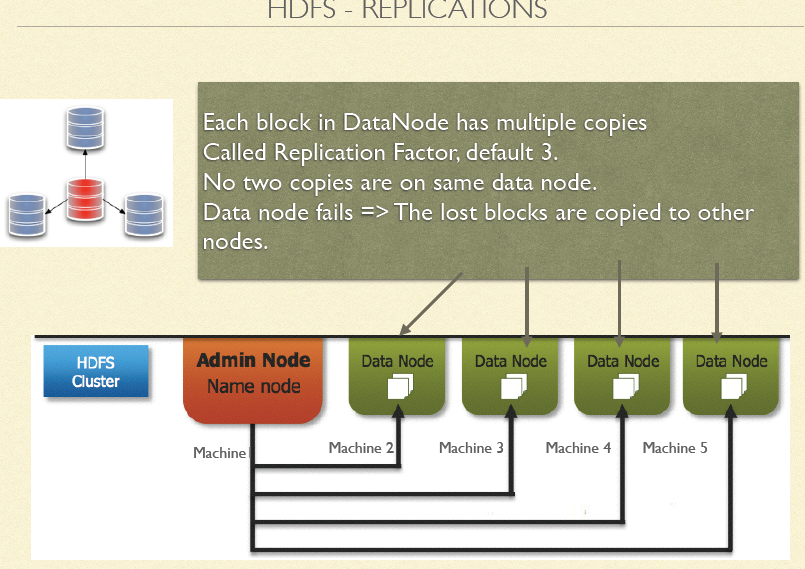 HDFS - REPLICATIONS
Each block in DataNode has multiple copies
Called Replication Factor, default 3.
No two copies are on same data node.
Data node fails => The lost blocks are copied to other
nodes.
HDFS
Cluster
Admin Node
Name node
Data Node
Data Node
Data Node
Data Node
Machine1
Machine 2
Machine 3
Machine 4
Machine 5